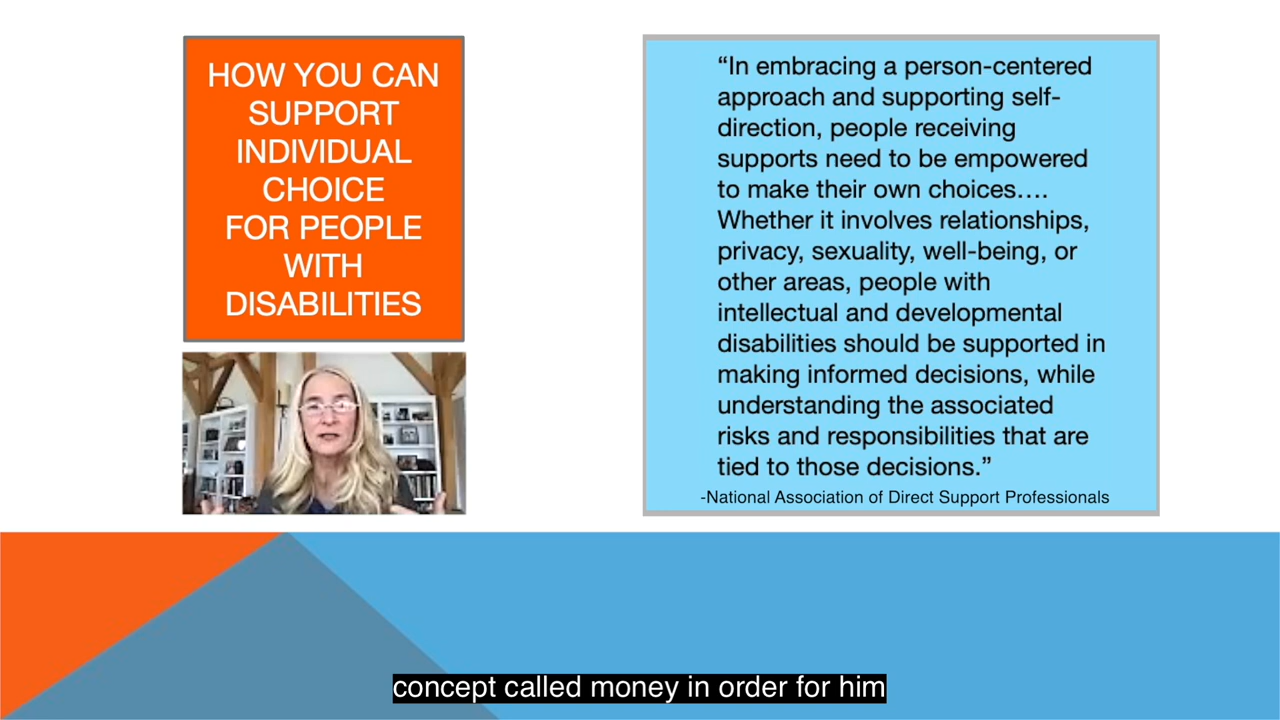 HOW YOU CAN
SUPPORT
INDIVIDUAL
CHOICE
FOR PEOPLE
WITH
DISABILITIES
“In embracing a person-centered
approach and supporting self-
direction, people receiving
supports need to be empowered
to make their own choices….
Whether it involves relationships,
privacy, sexuality, well-being, or
other areas, people with
intellectual and developmental
disabilities should be supported in
making informed decisions, while
understanding the associated
risks and responsibilities that are
tied to those decisions.”
-National Association of Direct Support Professionals
concept called money in order for him